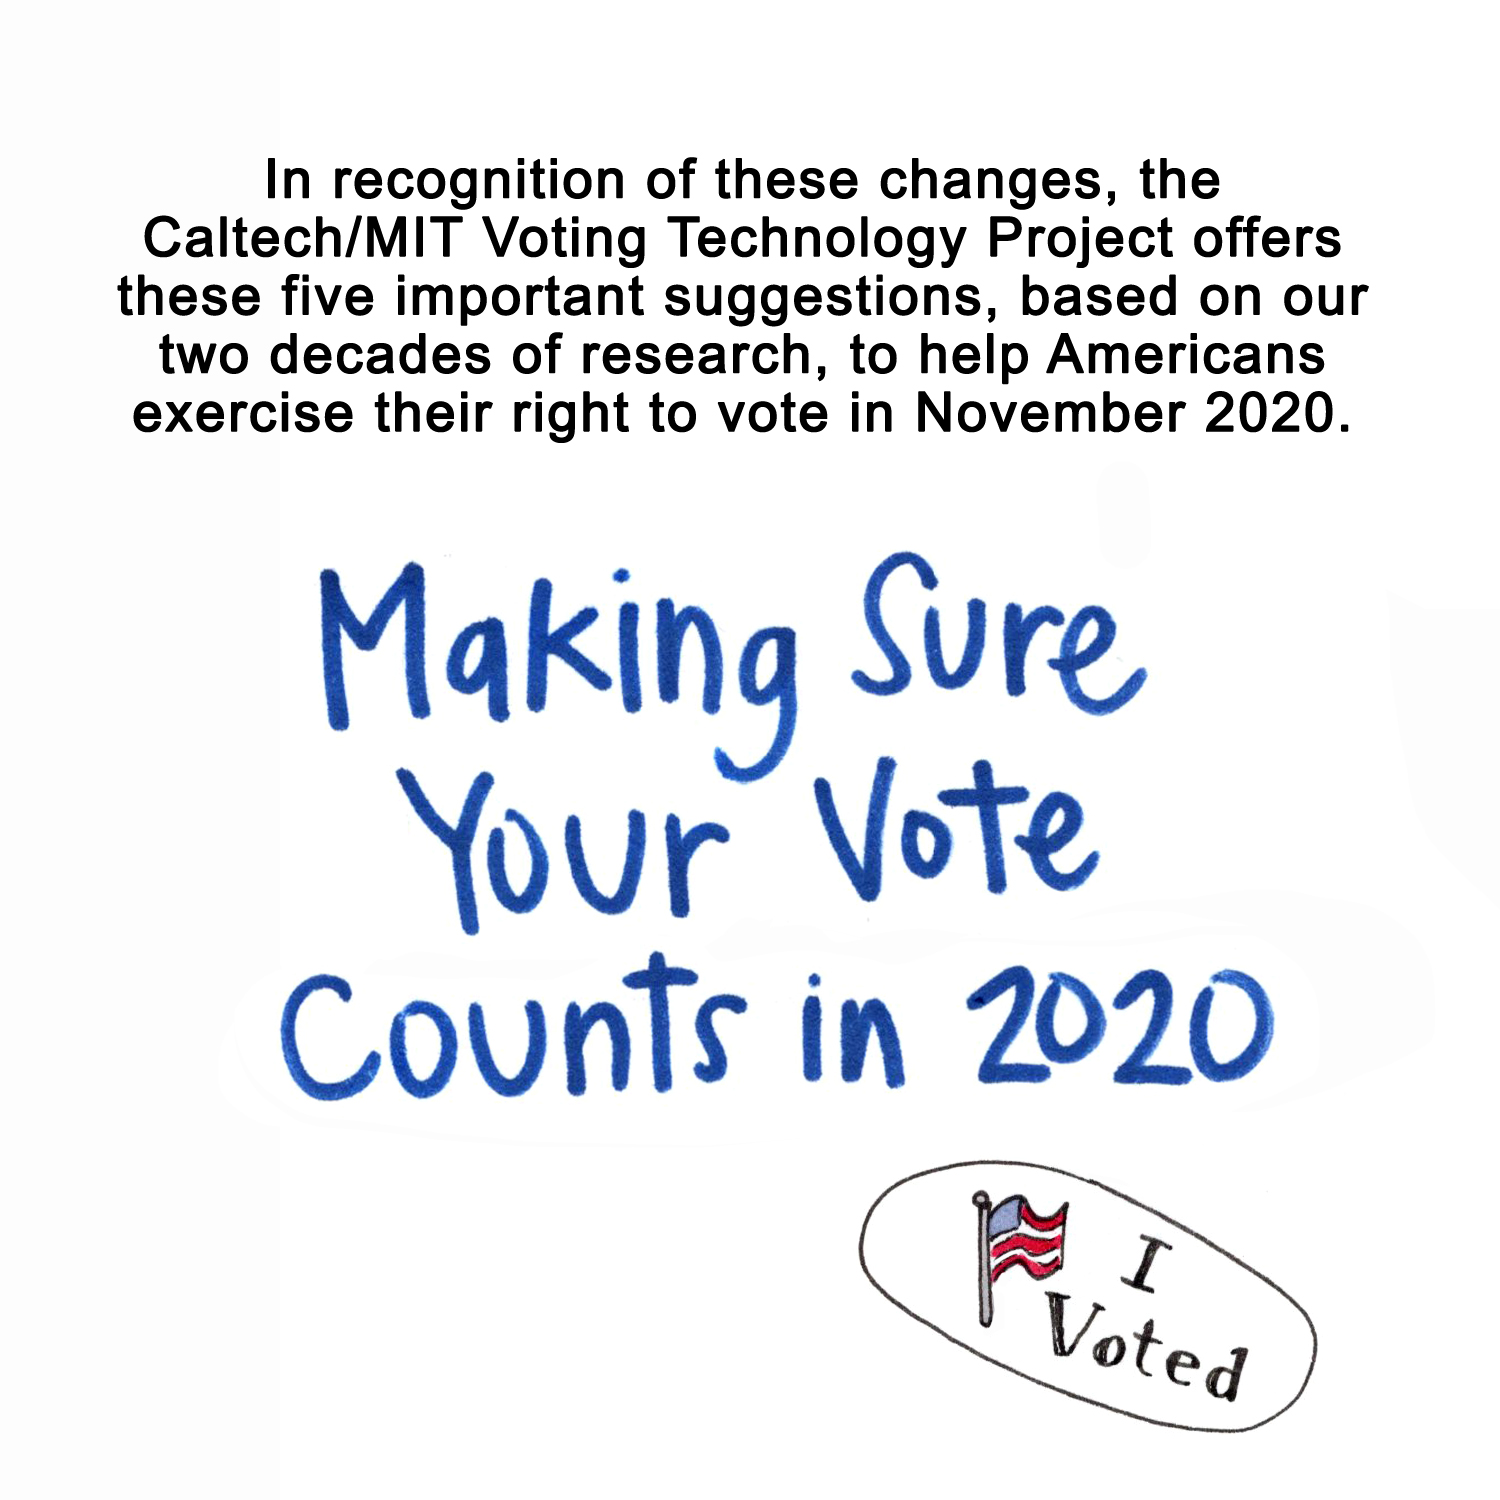 In recognition of these changes, the
Caltech/MIT Voting Technology Project offers
these five important suggestions, based on our
two decades of research, to help Americans
exercise their right to vote in November 2020.
Making Sure
Your Vote
Counts in 2020
I
Voted